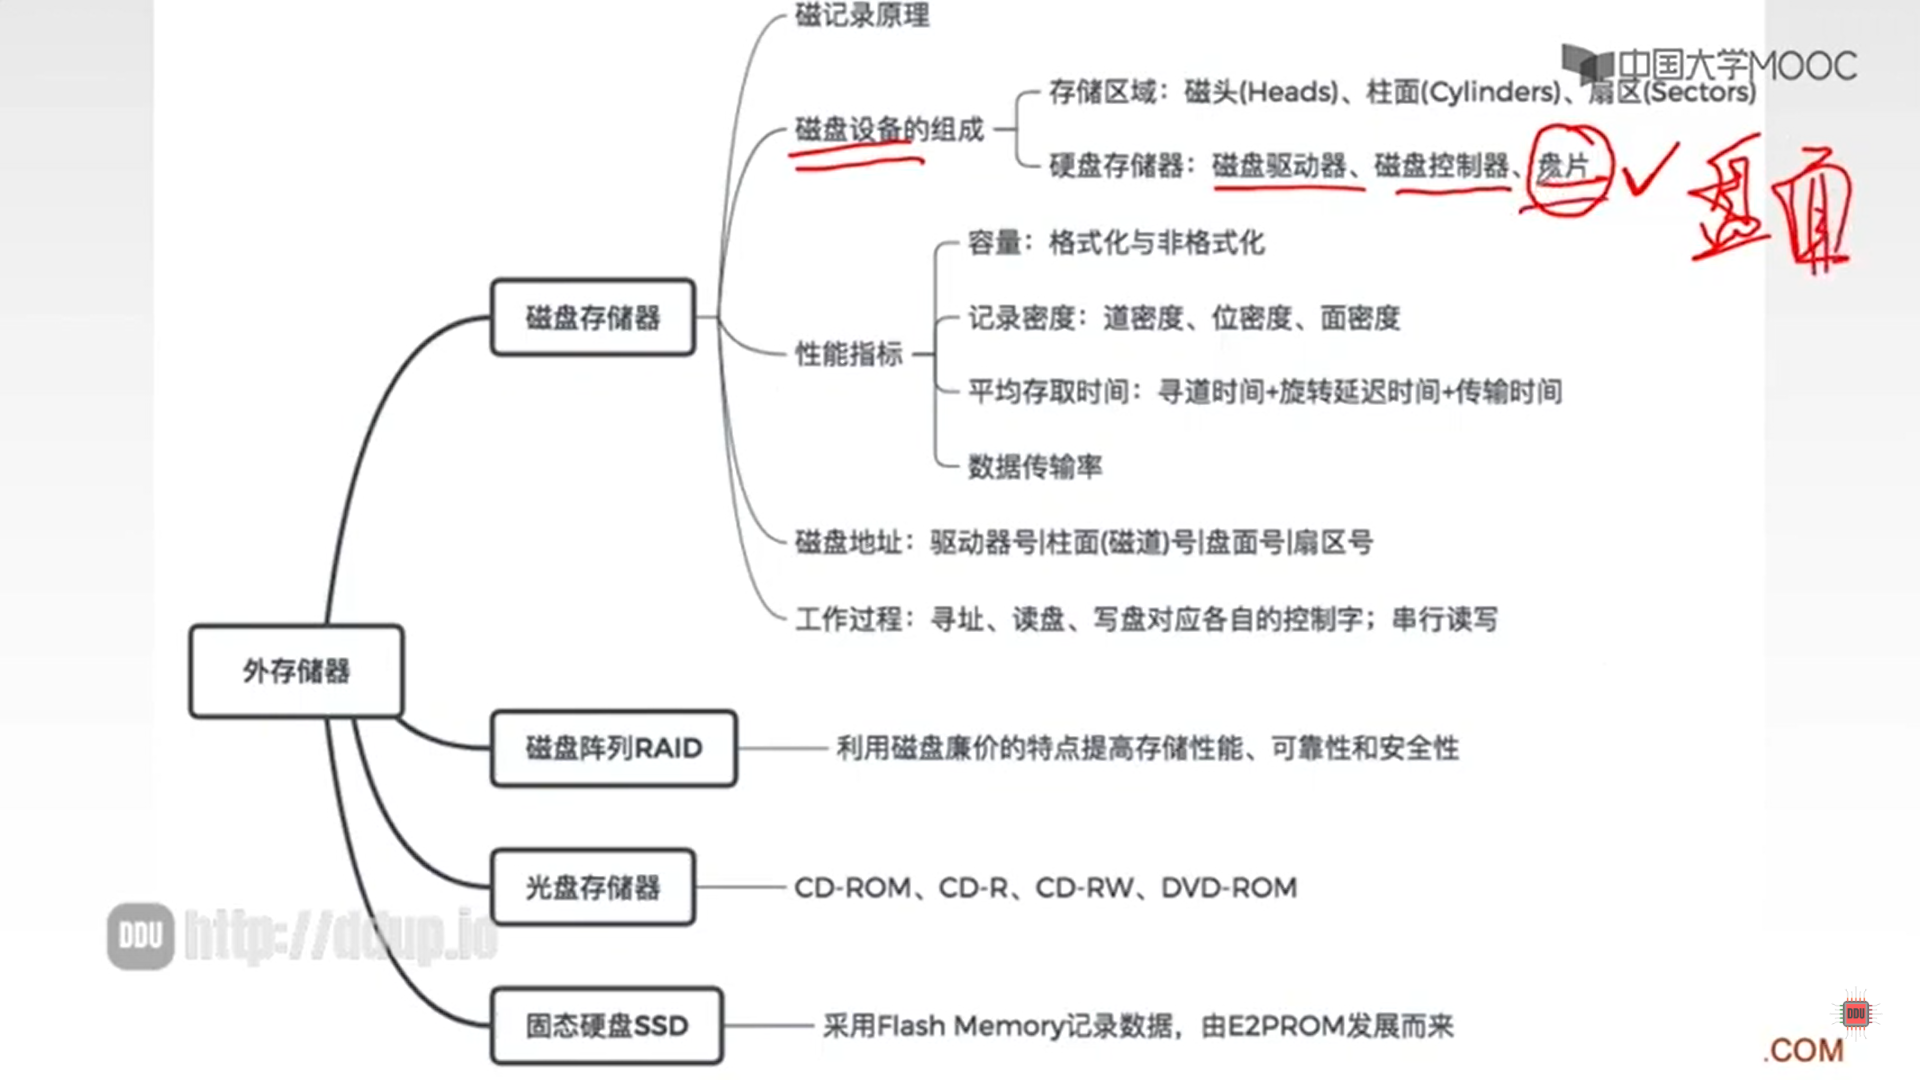 磁记录原理
中国大学MOOC
存储区域：磁头(Heads)、柱面(Cylinders)、扇区(Sectors)
磁盘设备的组成
硬盘存储器：磁盘驱动器、磁盘控制器、盘片
盘面
容量：格式化与非格式化
磁盘存储器
记录密度：道密度、位密度、面密度
性能指标
平均存取时间：寻道时间+旋转延迟时间+传输时间
数据传输率
磁盘地址：驱动器号|柱面(磁道)号|盘面号|扇区号
工作过程：寻址、读盘、写盘对应各自的控制字；串行读写
外存储器
磁盘阵列RAID
利用磁盘廉价的特点提高存储性能、可靠性和安全性
光盘存储器
CD-ROM、CD-R、CD-RW、DVD-ROM
DDU http://ddup.io
固态硬盘SSD
采用Flash Memory记录数据，由E2PROM发展而来
DDU
.COM